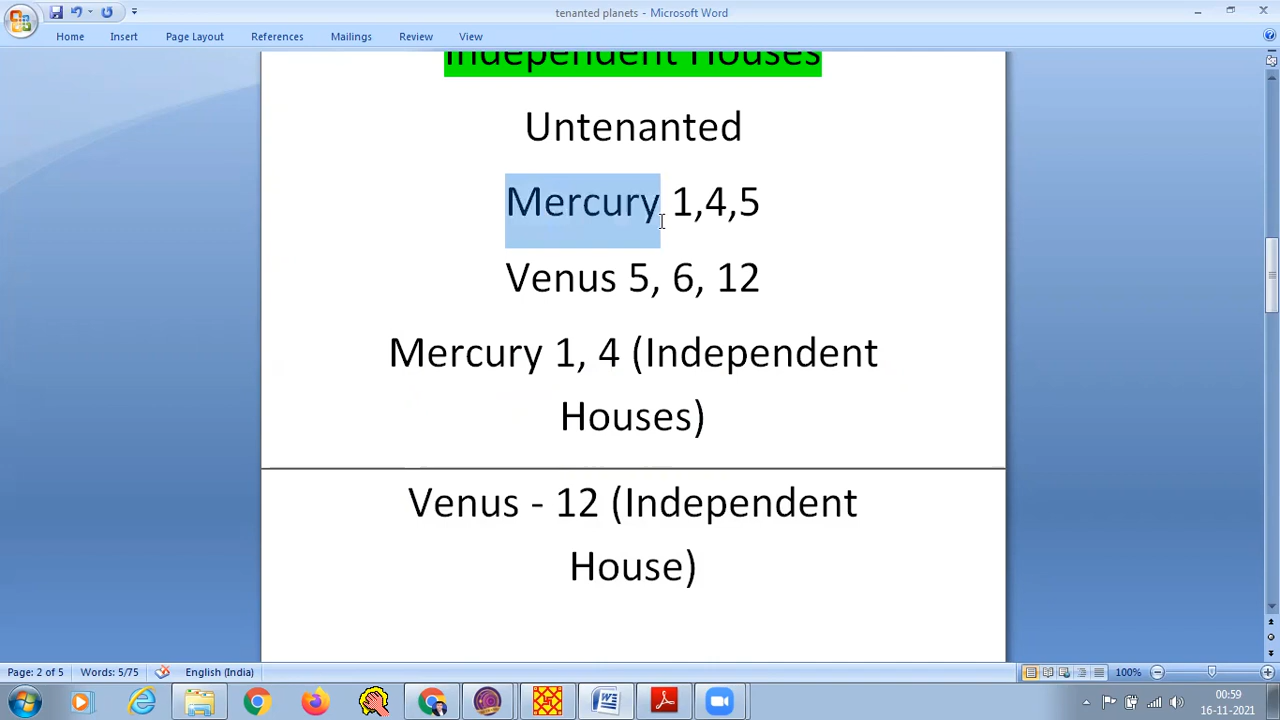 tenanted planets - Microsoft Word
Home Insert Page Layout References Mailings Review View
Independent Houses
Untenanted
Mercury 1,4,5
Venus 5, 6, 12
Mercury 1, 4 (Independent
Houses)
Venus - 12 (Independent
House)
Page: 2 of 5 Words: 5/75 English (India) 100%
00:59
16-11-2021